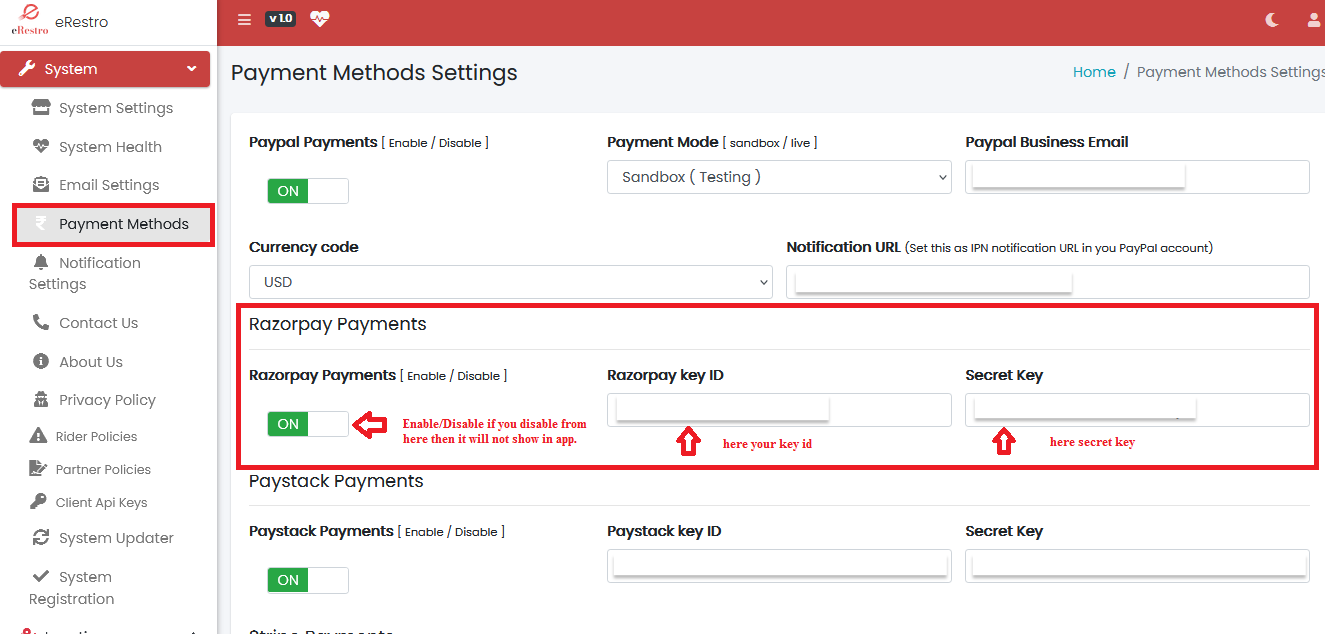 eRestro
eRestro
v 1.0
System
Payment Methods Settings
Home / Payment Methods Settings
System Settings
System Health
Email Settings
Payment Methods
Notification
Settings
Contact Us
About Us
Privacy Policy
Rider Policies
Partner Policies
Client Api Keys
System Updater
System
Registration
Paypal Payments [ Enable / Disable ]
Payment Mode [ sandbox / live ]
Paypal Business Email
ON
Sandbox ( Testing )
Currency code
Notification URL (Set this as IPN notification URL in you PayPal account)
USD
Razorpay Payments
Razorpay Payments [ Enable / Disable ]
Razorpay key ID
Secret Key
ON
Enable/Disable if you disable from
here then it will not show in app.
here your key id
here secret key
Paystack Payments
Paystack Payments [ Enable / Disable ]
Paystack key ID
Secret Key
ON
Stripe Payments